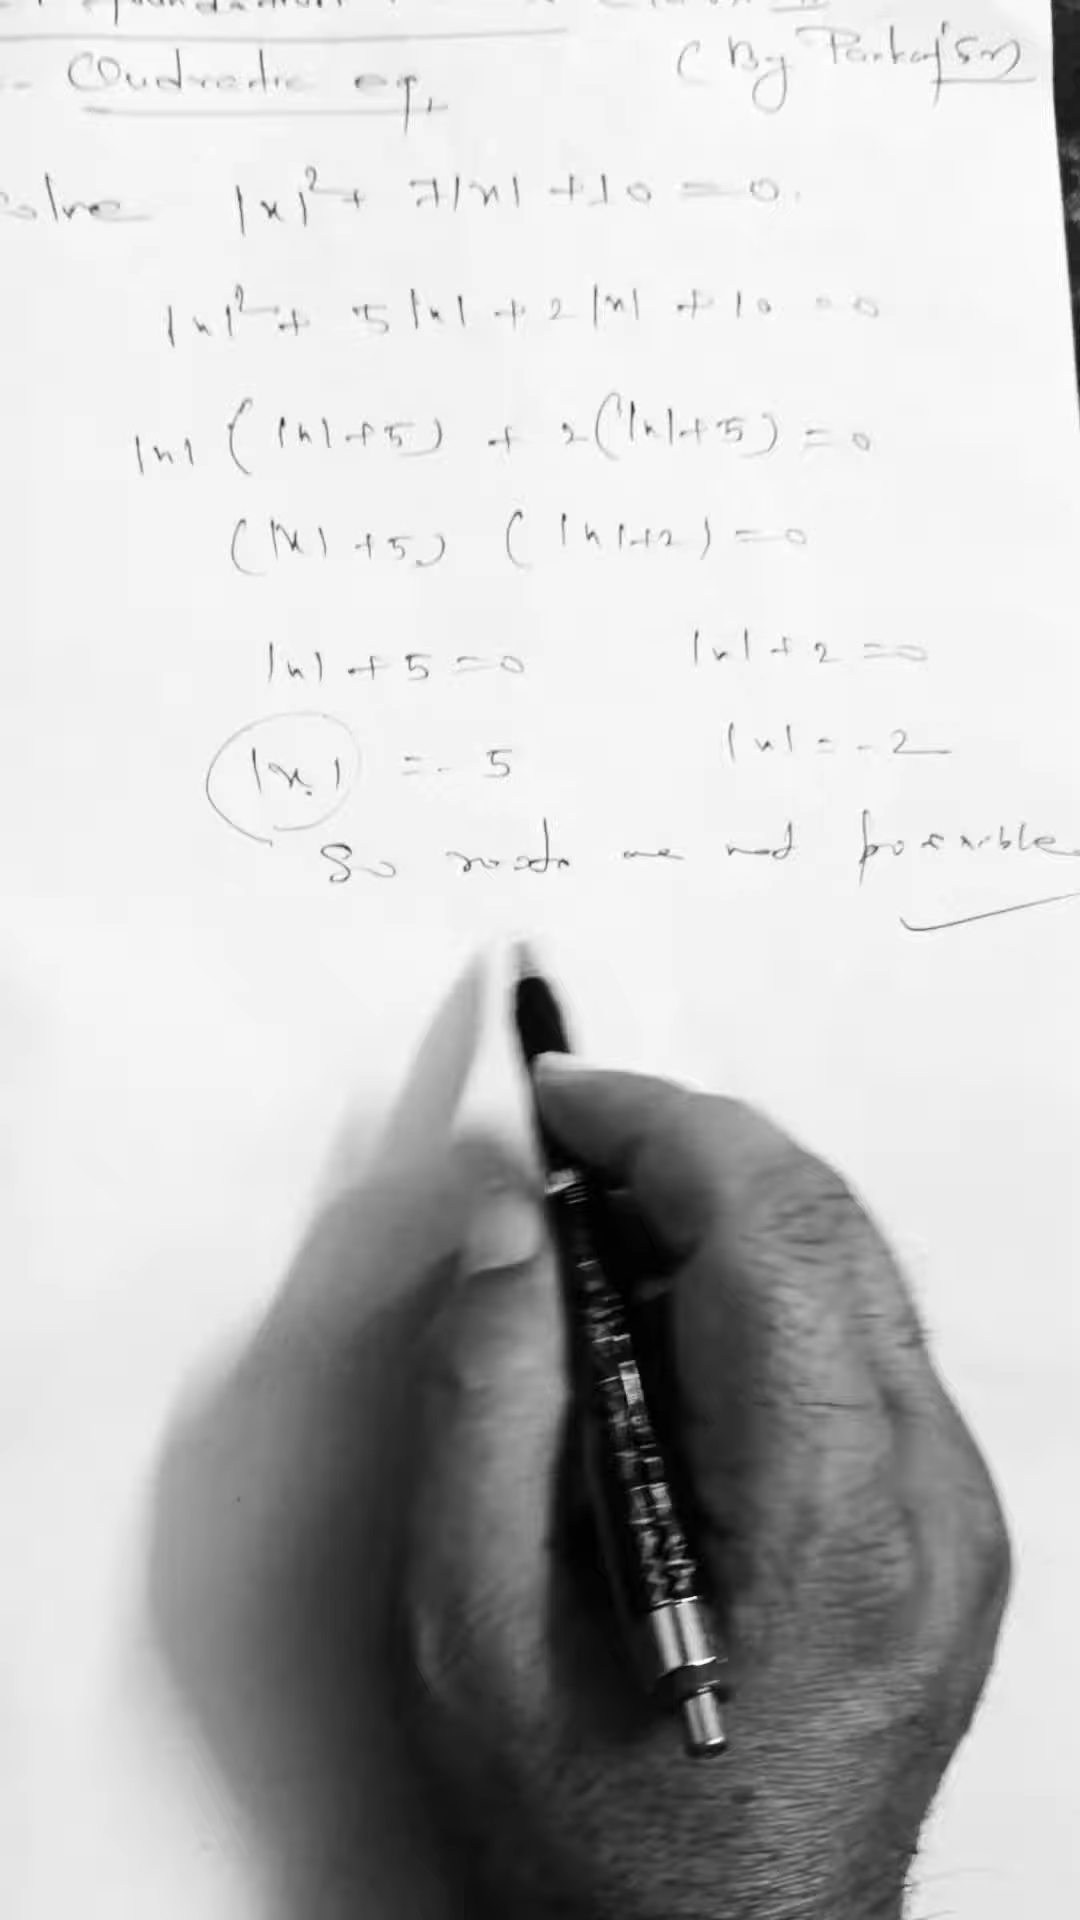 Quadratic eqn (By Pankaj Sir)
Solve |x|² + 7|x| + 10 = 0.
|x|² + 5|x| + 2|x| + 10 = 0
|x| (|x|+5) + 2(|x|+5) = 0
(|x|+5) (|x|+2) = 0
|x| + 5 = 0 |x| + 2 = 0
|x| = - 5 |x| = - 2
So roots are not possible